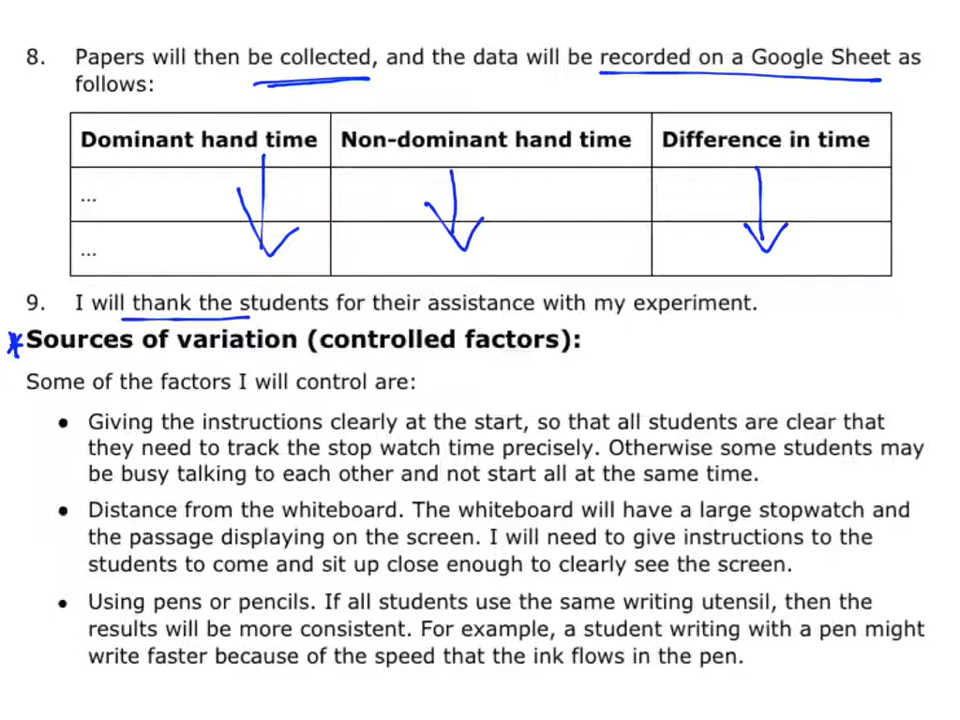 8. Papers will then be collected, and the data will be recorded on a Google Sheet as
follows:
Dominant hand time Non-dominant hand time Difference in time
...
...
9. I will thank the students for their assistance with my experiment.
*Sources of variation (controlled factors):
Some of the factors I will control are:
• Giving the instructions clearly at the start, so that all students are clear that
they need to track the stop watch time precisely. Otherwise some students may
be busy talking to each other and not start all at the same time.
• Distance from the whiteboard. The whiteboard will have a large stopwatch and
the passage displaying on the screen. I will need to give instructions to the
students to come and sit up close enough to clearly see the screen.
• Using pens or pencils. If all students use the same writing utensil, then the
results will be more consistent. For example, a student writing with a pen might
write faster because of the speed that the ink flows in the pen.